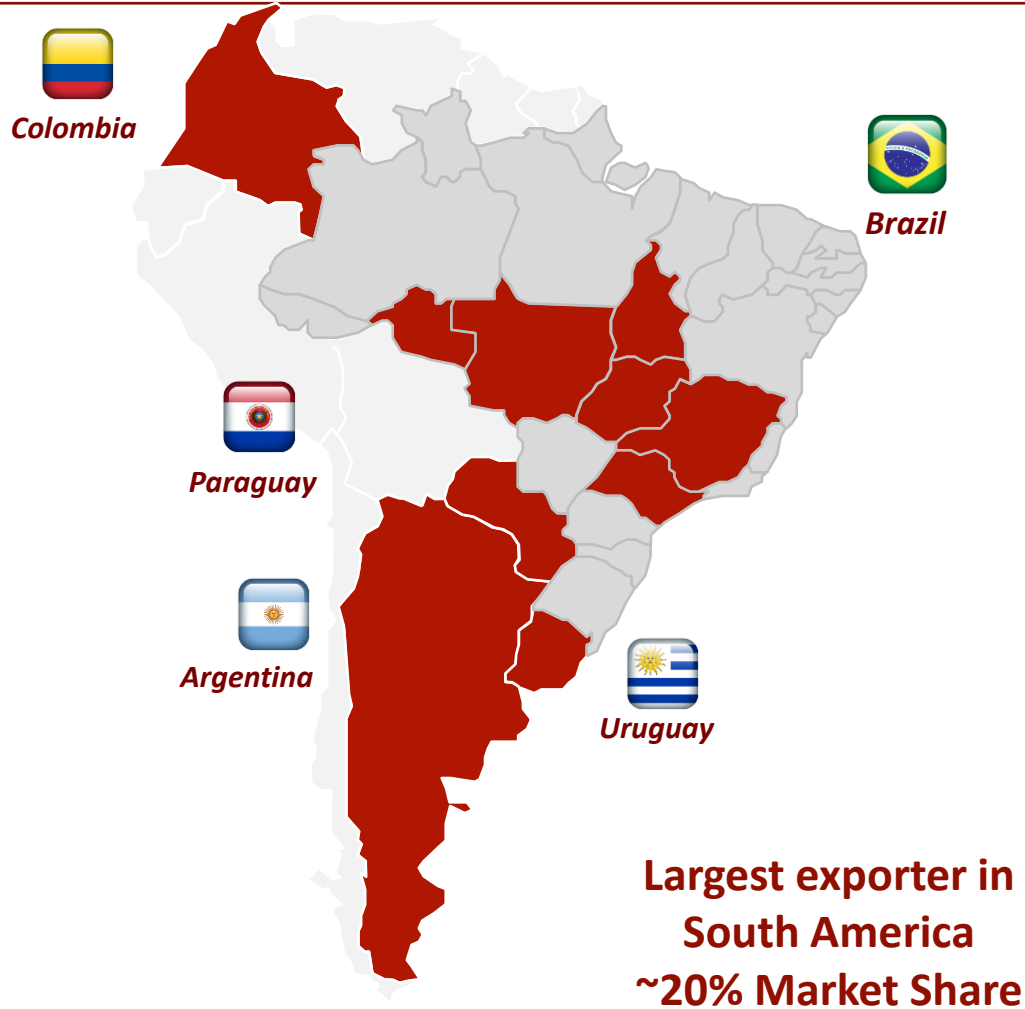 Colombia
Brazil
Paraguay
Argentina
Uruguay
Largest exporter in
South America
~20% Market Share